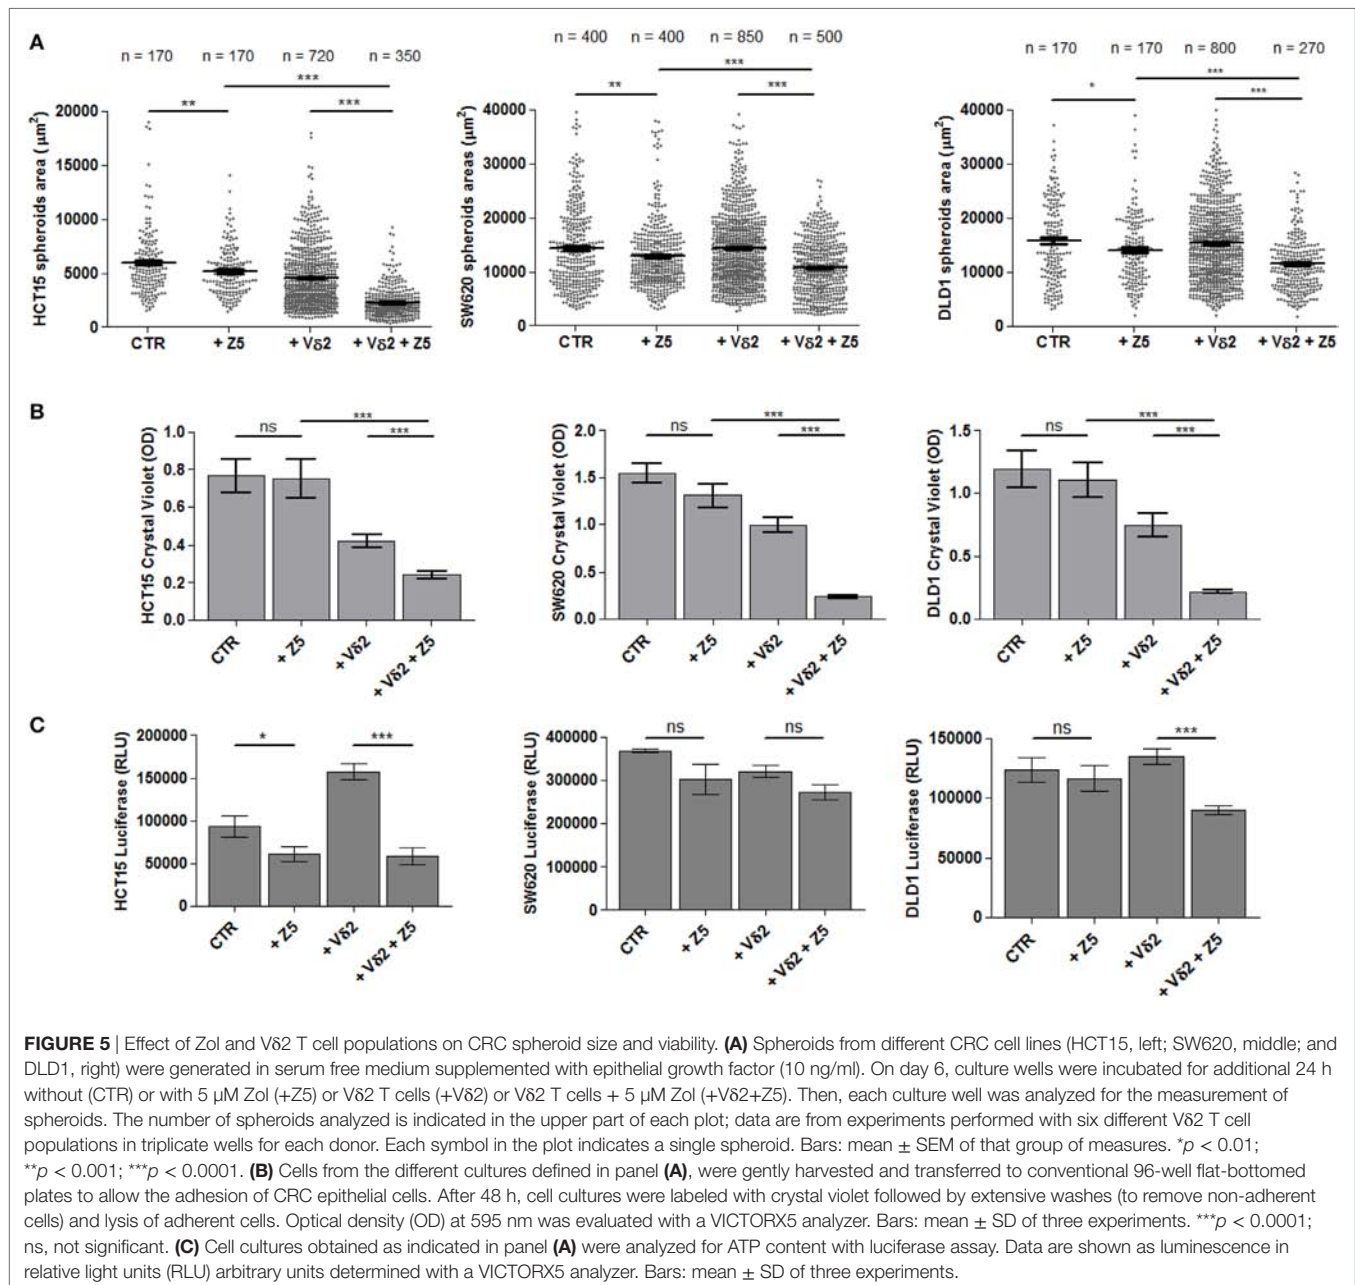 A
n = 170 n = 170 n = 720 n = 350
***
** ***
HCT15 spheroids area (µm²)
20000
15000
10000
5000
0
CTR + Z5 + Vδ2 + Vδ2 + Z5
n = 400 n = 400 n = 850 n = 500
***
** ***
SW620 spheroids areas (µm²)
40000
30000
20000
10000
0
CTR + Z5 + Vδ2 + Vδ2 + Z5
n = 170 n = 170 n = 800 n = 270
***
* ***
DLD1 spheroids area (µm²)
40000
30000
20000
10000
0
CTR + Z5 + Vδ2 + Vδ2 + Z5
B
***
ns ***
HCT15 Crystal Violet (OD)
1.0
0.8
0.6
0.4
0.2
0.0
CTR + Z5 + Vδ2 + Vδ2 + Z5
***
ns ***
SW620 Crystal Violet (OD)
2.0
1.5
1.0
0.5
0.0
CTR + Z5 + Vδ2 + Vδ2 + Z5
***
ns ***
DLD1 Crystal Violet (OD)
1.5
1.0
0.5
0.0
CTR + Z5 + Vδ2 + Vδ2 + Z5
C
* ***
HCT15 Luciferase (RLU)
200000
150000
100000
50000
0
CTR + Z5 + Vδ2 + Vδ2 + Z5
ns ns
SW620 Luciferase (RLU)
400000
300000
200000
100000
0
CTR + Z5 + Vδ2 + Vδ2 + Z5
ns ***
DLD1 Luciferase (RLU)
150000
100000
50000
0
CTR + Z5 + Vδ2 + Vδ2 + Z5
FIGURE 5 | Effect of Zol and Vδ2 T cell populations on CRC spheroid size and viability. (A) Spheroids from different CRC cell lines (HCT15, left; SW620, middle; and
DLD1, right) were generated in serum free medium supplemented with epithelial growth factor (10 ng/ml). On day 6, culture wells were incubated for additional 24 h
without (CTR) or with 5 µM Zol (+Z5) or Vδ2 T cells (+Vδ2) or Vδ2 T cells + 5 µM Zol (+Vδ2+Z5). Then, each culture well was analyzed for the measurement of
spheroids. The number of spheroids analyzed is indicated in the upper part of each plot; data are from experiments performed with six different Vδ2 T cell
populations in triplicate wells for each donor. Each symbol in the plot indicates a single spheroid. Bars: mean ± SEM of that group of measures. *p < 0.01;
**p < 0.001; ***p < 0.0001. (B) Cells from the different cultures defined in panel (A), were gently harvested and transferred to conventional 96-well flat-bottomed
plates to allow the adhesion of CRC epithelial cells. After 48 h, cell cultures were labeled with crystal violet followed by extensive washes (to remove non-adherent
cells) and lysis of adherent cells. Optical density (OD) at 595 nm was evaluated with a VICTORX5 analyzer. Bars: mean ± SD of three experiments. ***p < 0.0001;
ns, not significant. (C) Cell cultures obtained as indicated in panel (A) were analyzed for ATP content with luciferase assay. Data are shown as luminescence in
relative light units (RLU) arbitrary units determined with a VICTORX5 analyzer. Bars: mean ± SD of three experiments.